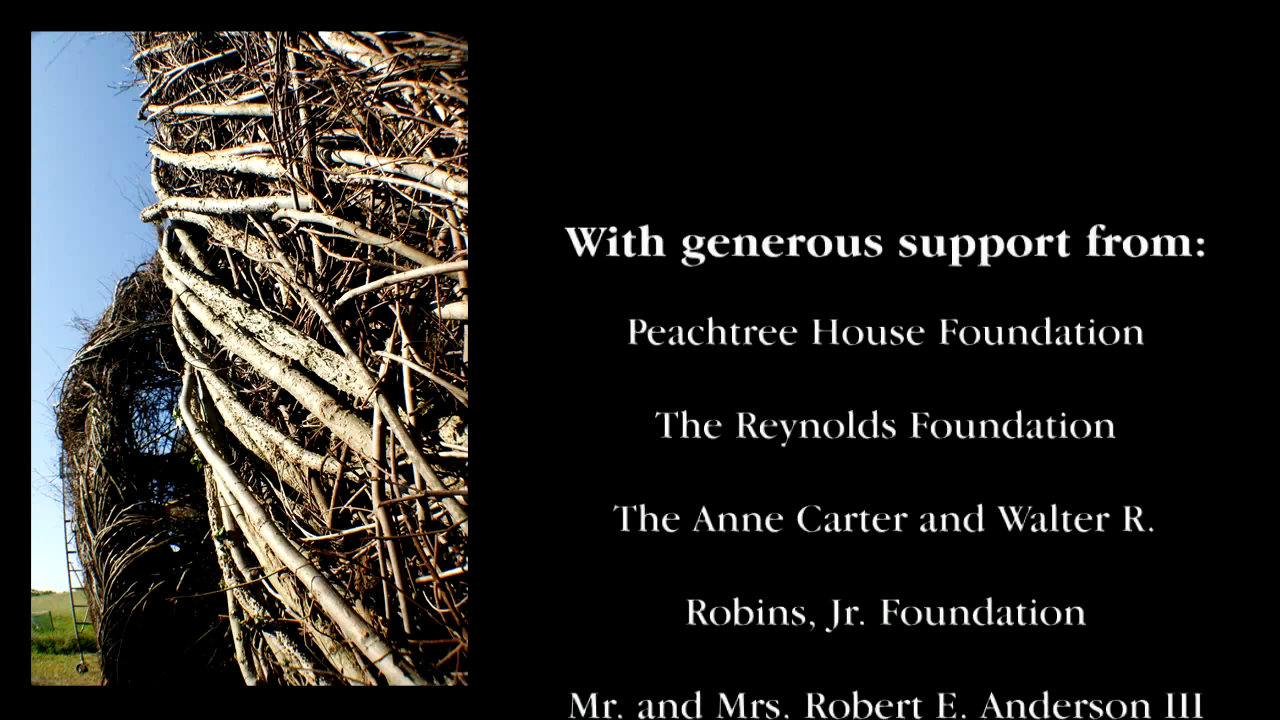 With generous support from:
Peachtree House Foundation
The Reynolds Foundation
The Anne Carter and Walter R.
Robins, Jr. Foundation
Mr. and Mrs. Robert E. Anderson III